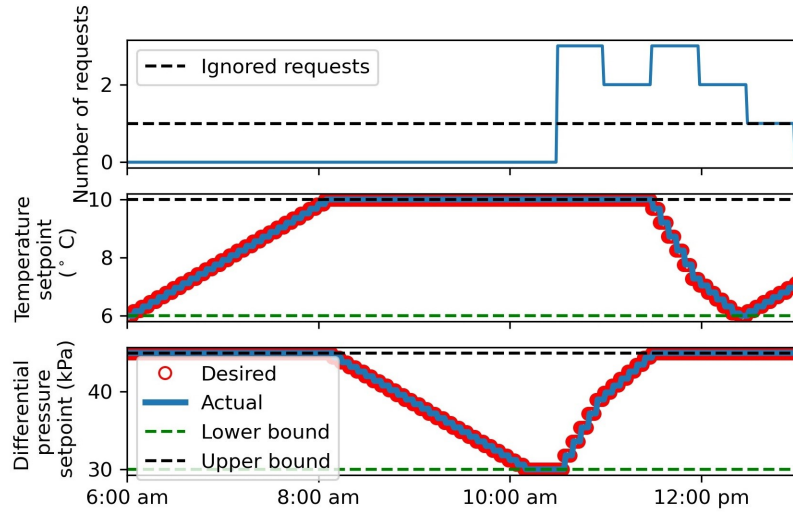 Number of requests
2
0
Ignored requests
Temperature
setpoint
(° C)
10
8
6
Differential
pressure
setpoint (kPa)
40
30
Desired
Actual
Lower bound
Upper bound
6:00 am
8:00 am
10:00 am
12:00 pm